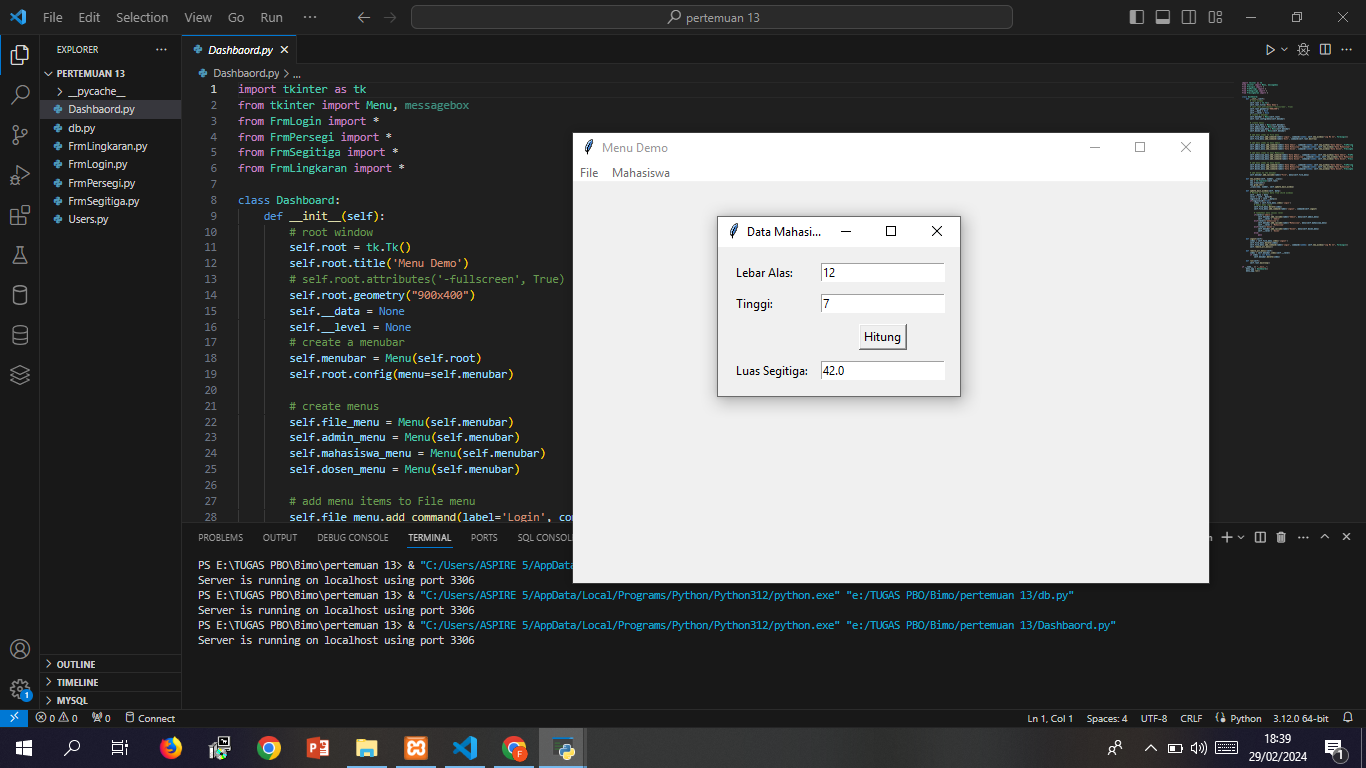 File Edit Selection View Go Run ··· pertemuan 13
EXPLORER ···
PERTEMUAN 13
__pycache__
Dashbaord.py
db.py
FrmLingkaran.py
FrmLogin.py
FrmPersegi.py
FrmSegitiga.py
Users.py
OUTLINE
TIMELINE
MYSQL
Dashbaord.py
Dashbaord.py > ...
1 import tkinter as tk
2 from tkinter import Menu, messagebox
3 from FrmLogin import *
4 from FrmPersegi import *
5 from FrmSegitiga import *
6 from FrmLingkaran import *
7
8 class Dashboard:
9 def __init__(self):
10 # root window
11 self.root = tk.Tk()
12 self.root.title('Menu Demo')
13 # self.root.attributes('-fullscreen', True)
14 self.root.geometry("900x400")
15 self.__data = None
16 self.__level = None
17 # create a menubar
18 self.menubar = Menu(self.root)
19 self.root.config(menu=self.menubar)
20
21 # create menus
22 self.file_menu = Menu(self.menubar)
23 self.admin_menu = Menu(self.menubar)
24 self.mahasiswa_menu = Menu(self.menubar)
25 self.dosen_menu = Menu(self.menubar)
26
27 # add menu items to File menu
28 self.file_menu.add_command(label='Login', co
Menu Demo
File Mahasiswa
Data Mahasi...
Lebar Alas: 12
Tinggi: 7
Hitung
Luas Segitiga: 42.0
PROBLEMS OUTPUT DEBUG CONSOLE TERMINAL PORTS SQL CONSOL
PS E:\TUGAS PBO\Bimo\pertemuan 13> & "C:/Users/ASPIRE 5/AppData
Server is running on localhost using port 3306
PS E:\TUGAS PBO\Bimo\pertemuan 13> & "C:/Users/ASPIRE 5/AppData/Local/Programs/Python/Python312/python.exe" "e:/TUGAS PBO/Bimo/pertemuan 13/db.py"
Server is running on localhost using port 3306
PS E:\TUGAS PBO\Bimo\pertemuan 13> & "C:/Users/ASPIRE 5/AppData/Local/Programs/Python/Python312/python.exe" "e:/TUGAS PBO/Bimo/pertemuan 13/Dashbaord.py"
Server is running on localhost using port 3306
0 0 0 Connect Ln 1, Col 1 Spaces: 4 UTF-8 CRLF Python 3.12.0 64-bit
18:39
29/02/2024